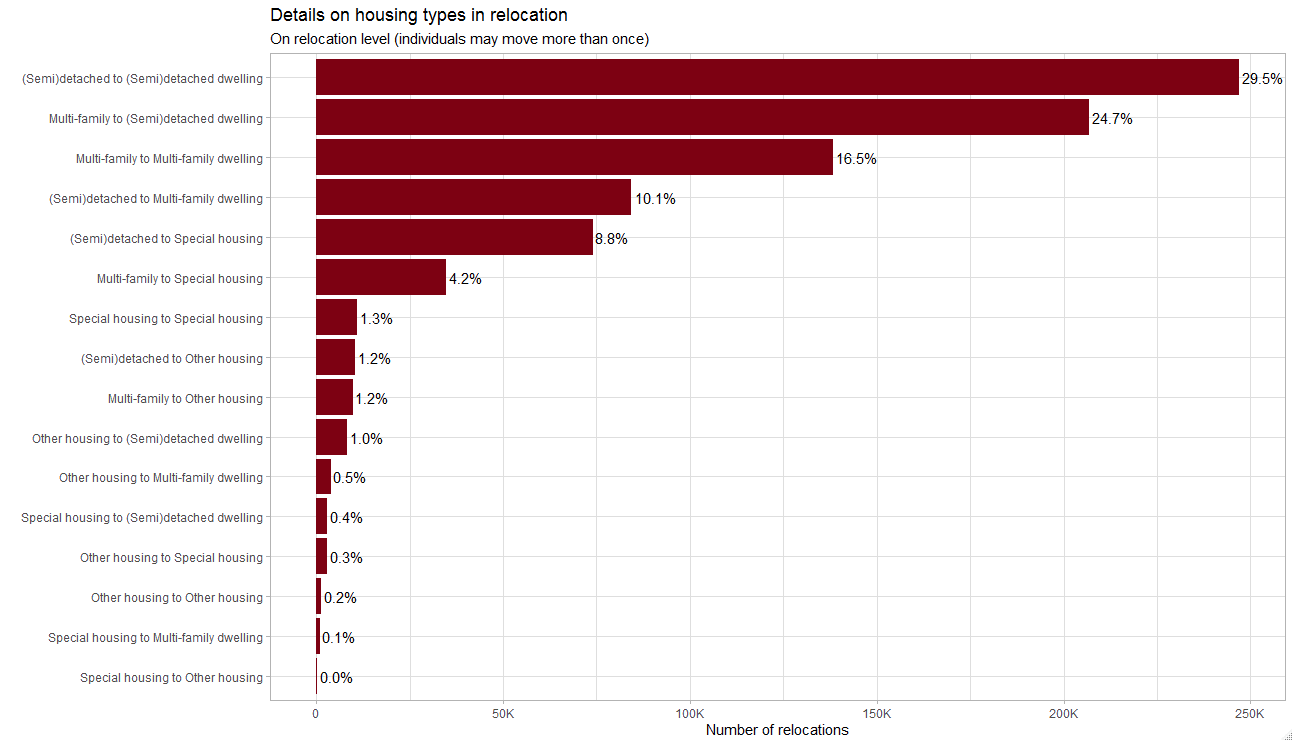 Details on housing types in relocation
On relocation level (individuals may move more than once)
(Semi)detached to (Semi)detached dwelling 29.5%
Multi-family to (Semi)detached dwelling 24.7%
Multi-family to Multi-family dwelling 16.5%
(Semi)detached to Multi-family dwelling 10.1%
(Semi)detached to Special housing 8.8%
Multi-family to Special housing 4.2%
Special housing to Special housing 1.3%
(Semi)detached to Other housing 1.2%
Multi-family to Other housing 1.2%
Other housing to (Semi)detached dwelling 1.0%
Other housing to Multi-family dwelling 0.5%
Special housing to (Semi)detached dwelling 0.4%
Other housing to Special housing 0.3%
Other housing to Other housing 0.2%
Special housing to Multi-family dwelling 0.1%
Special housing to Other housing 0.0%
0 50K 100K 150K 200K 250K
Number of relocations